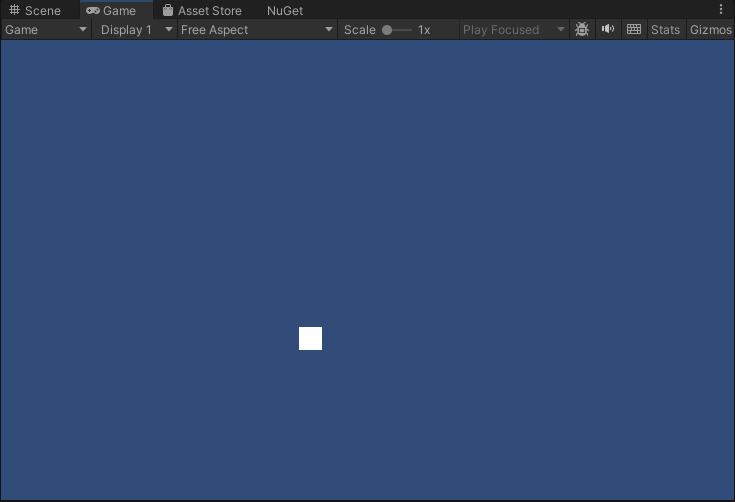 Scene Game Asset Store NuGet
Game Display 1 Free Aspect Scale 1x Play Focused Stats Gizmos